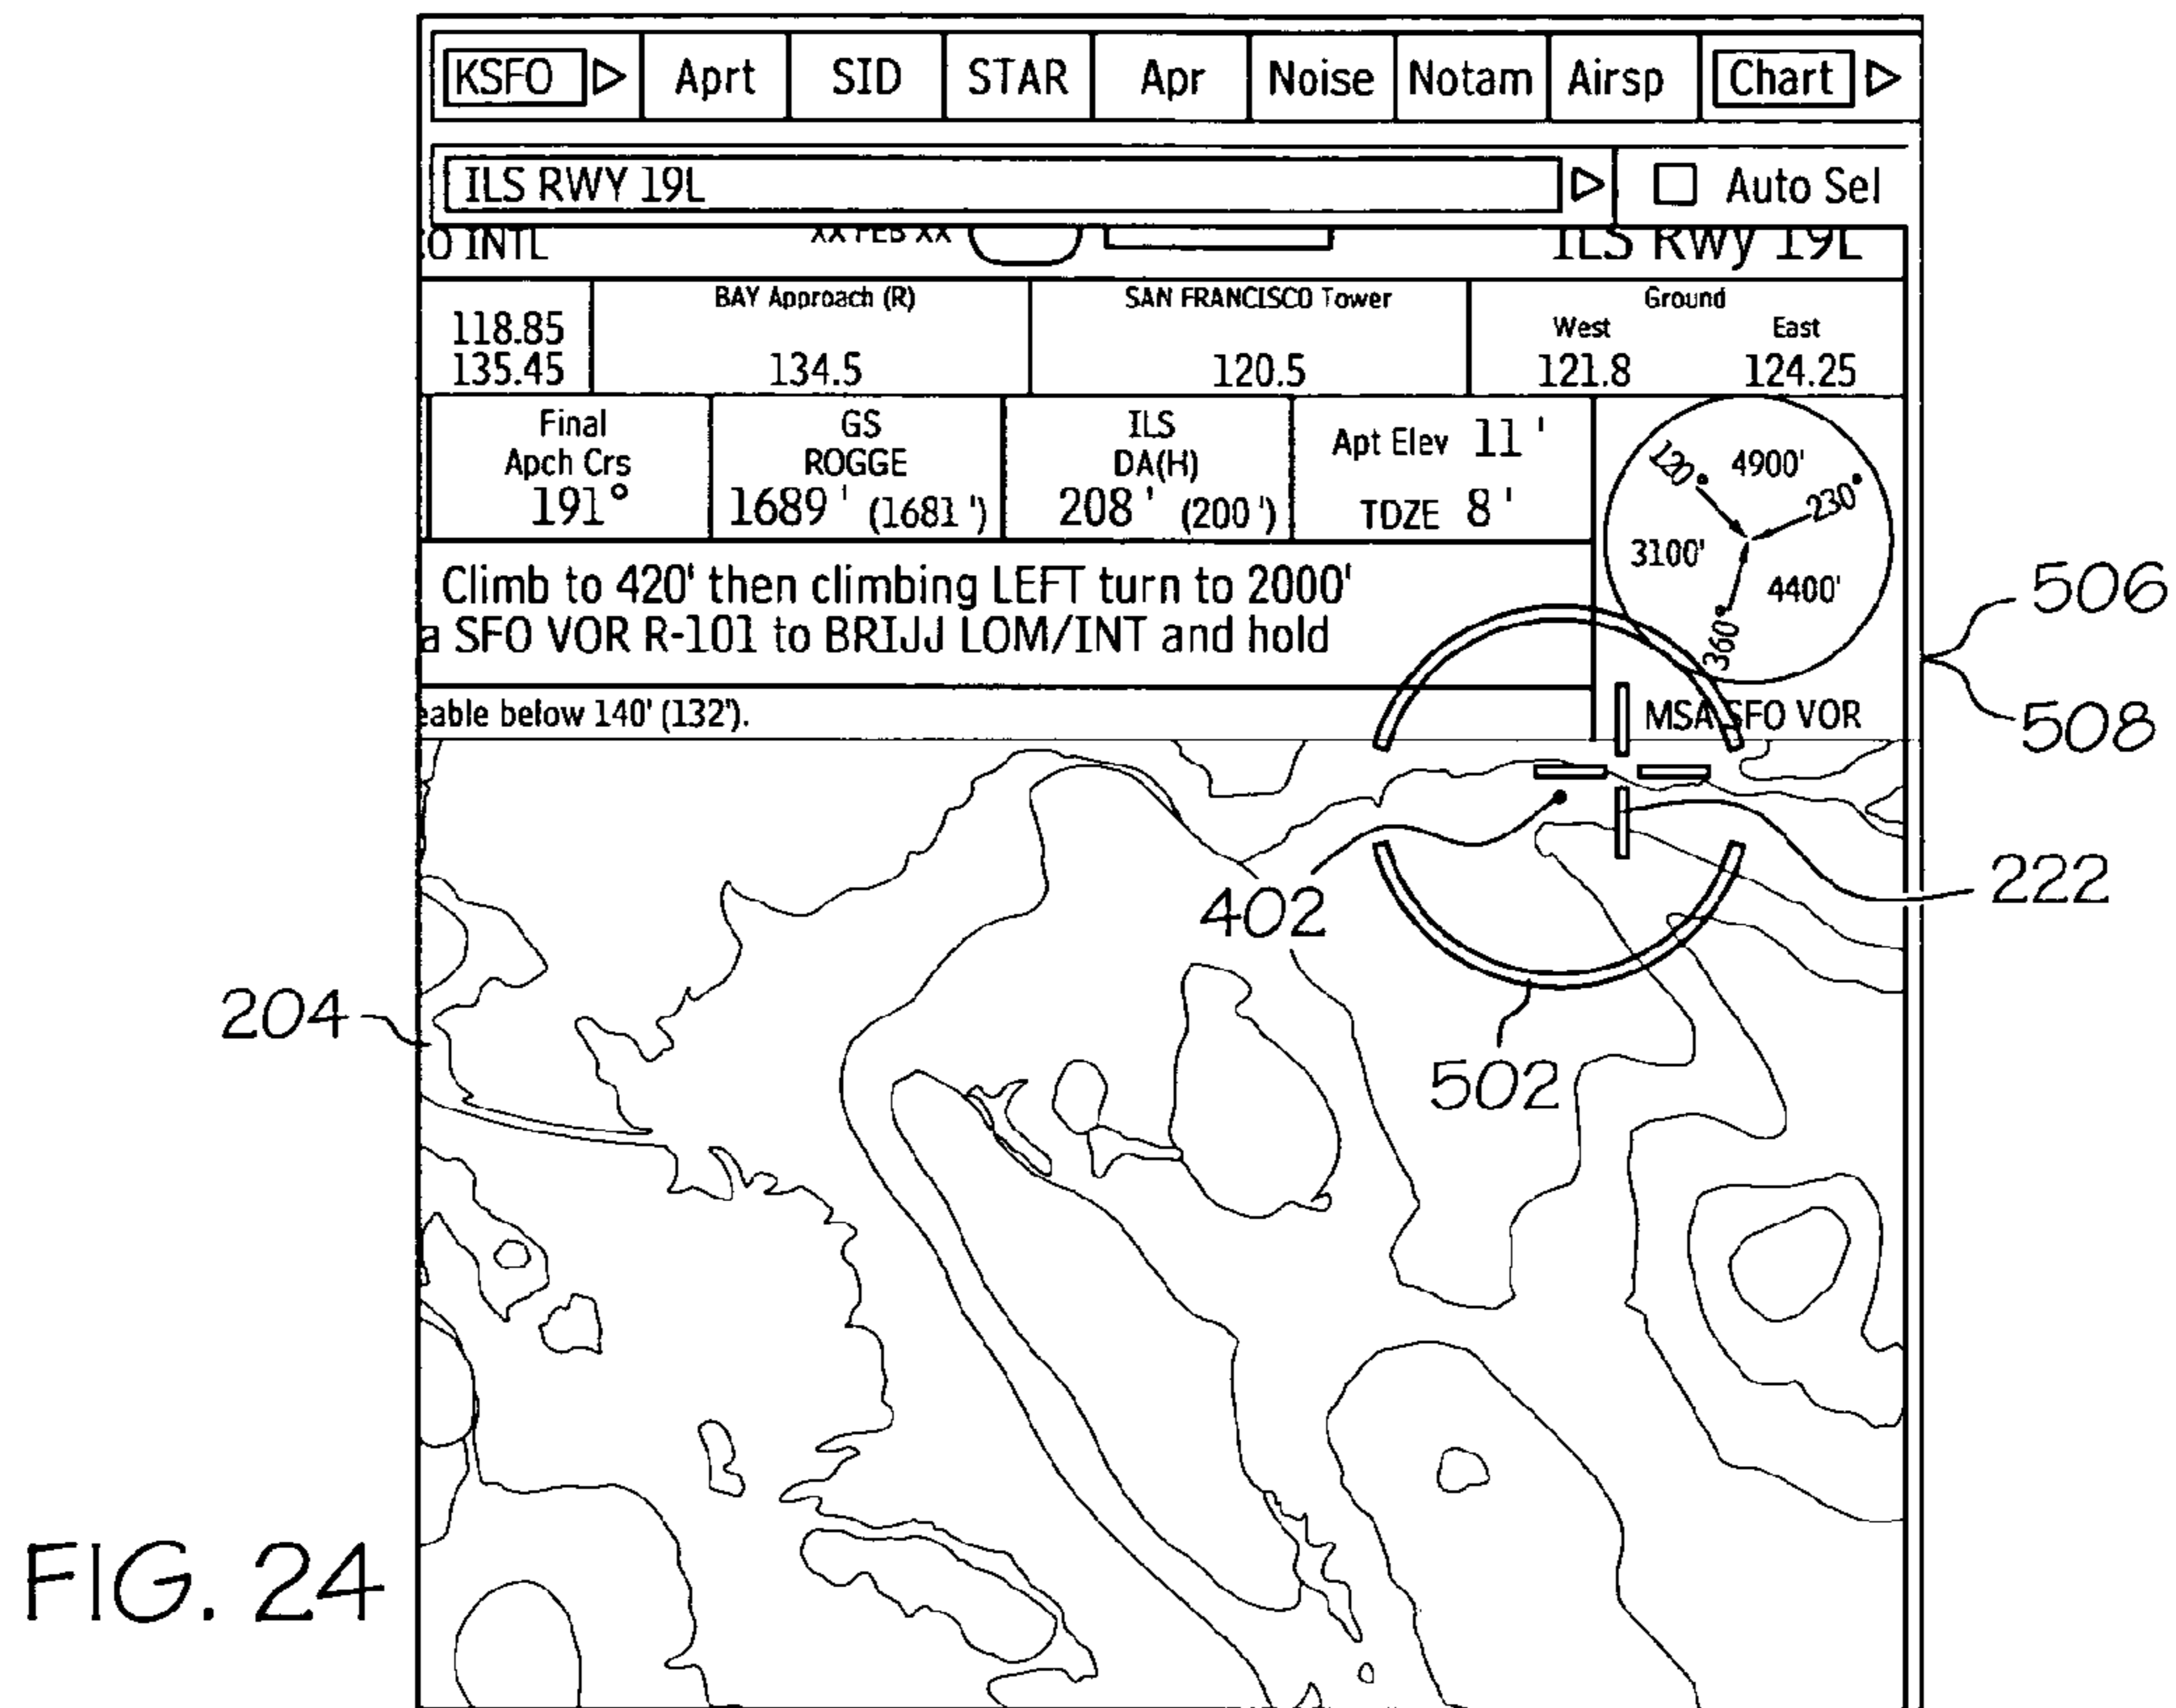 KSFO Aprt SID STAR Apr Noise Notam Airsp Chart
ILS RWY 19L Auto Sel
O INTL XX FEB XX ILS Rwy 19L
118.85
135.45
BAY Approach (R)
134.5
SAN FRANCISCO Tower
120.5
Ground
West East
121.8 124.25
Final
Apch Crs
191°
GS
ROGGE
1689' (1681')
ILS
DA(H)
208' (200')
Apt Elev 11'
TDZE 8'
120°
4900'
230°
3100'
4400'
360°
MSA SFO VOR
Climb to 420' then climbing LEFT turn to 2000'
a SFO VOR R-101 to BRIJJ LOM/INT and hold
eable below 140' (132').
506
508
222
402
502
204
FIG. 24